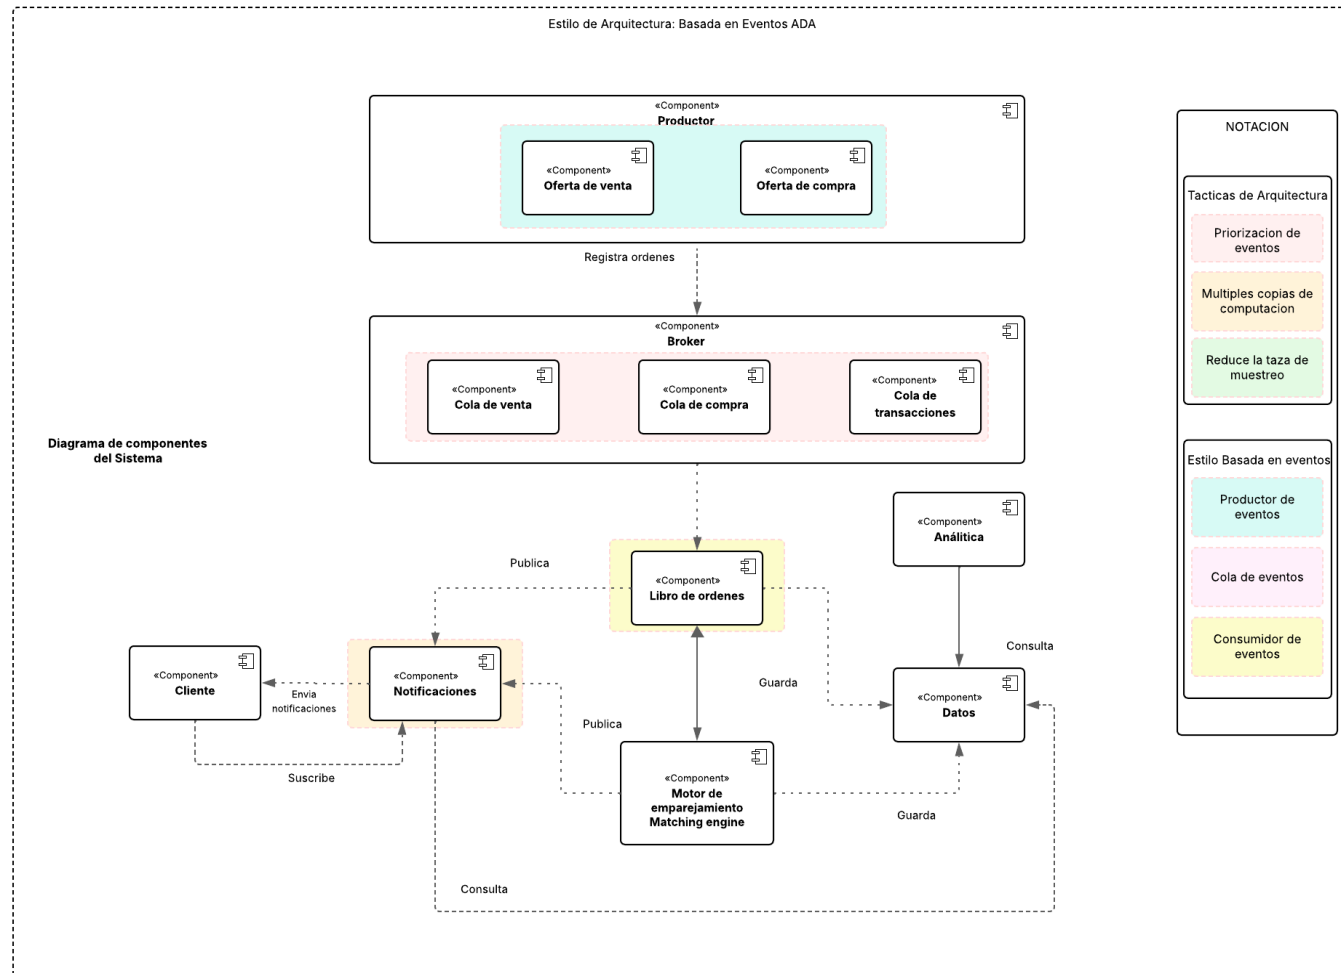 Estilo de Arquitectura: Basada en Eventos ADA
«Component»
Productor
«Component»
Oferta de venta
«Component»
Oferta de compra
Registra ordenes
«Component»
Broker
«Component»
Cola de venta
«Component»
Cola de compra
«Component»
Cola de
transacciones
Diagrama de componentes
del Sistema
«Component»
Análitica
Publica
«Component»
Libro de ordenes
Consulta
«Component»
Cliente
Envia
notificaciones
«Component»
Notificaciones
Guarda
«Component»
Datos
Publica
Suscribe
«Component»
Motor de
emparejamiento
Matching engine
Guarda
Consulta
NOTACION
Tacticas de Arquitectura
Priorizacion de
eventos
Multiples copias de
computacion
Reduce la taza de
muestreo
Estilo Basada en eventos
Productor de
eventos
Cola de eventos
Consumidor de
eventos